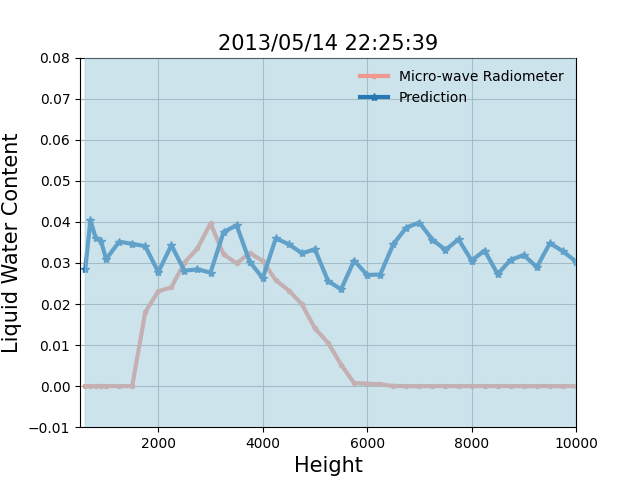 2013/05/14 22:25:39
0.08
0.07
0.06
0.05
0.04
0.03
0.02
0.01
0.00
−0.01
Liquid Water Content
Micro-wave Radiometer
Prediction
2000 4000 6000 8000 10000
Height